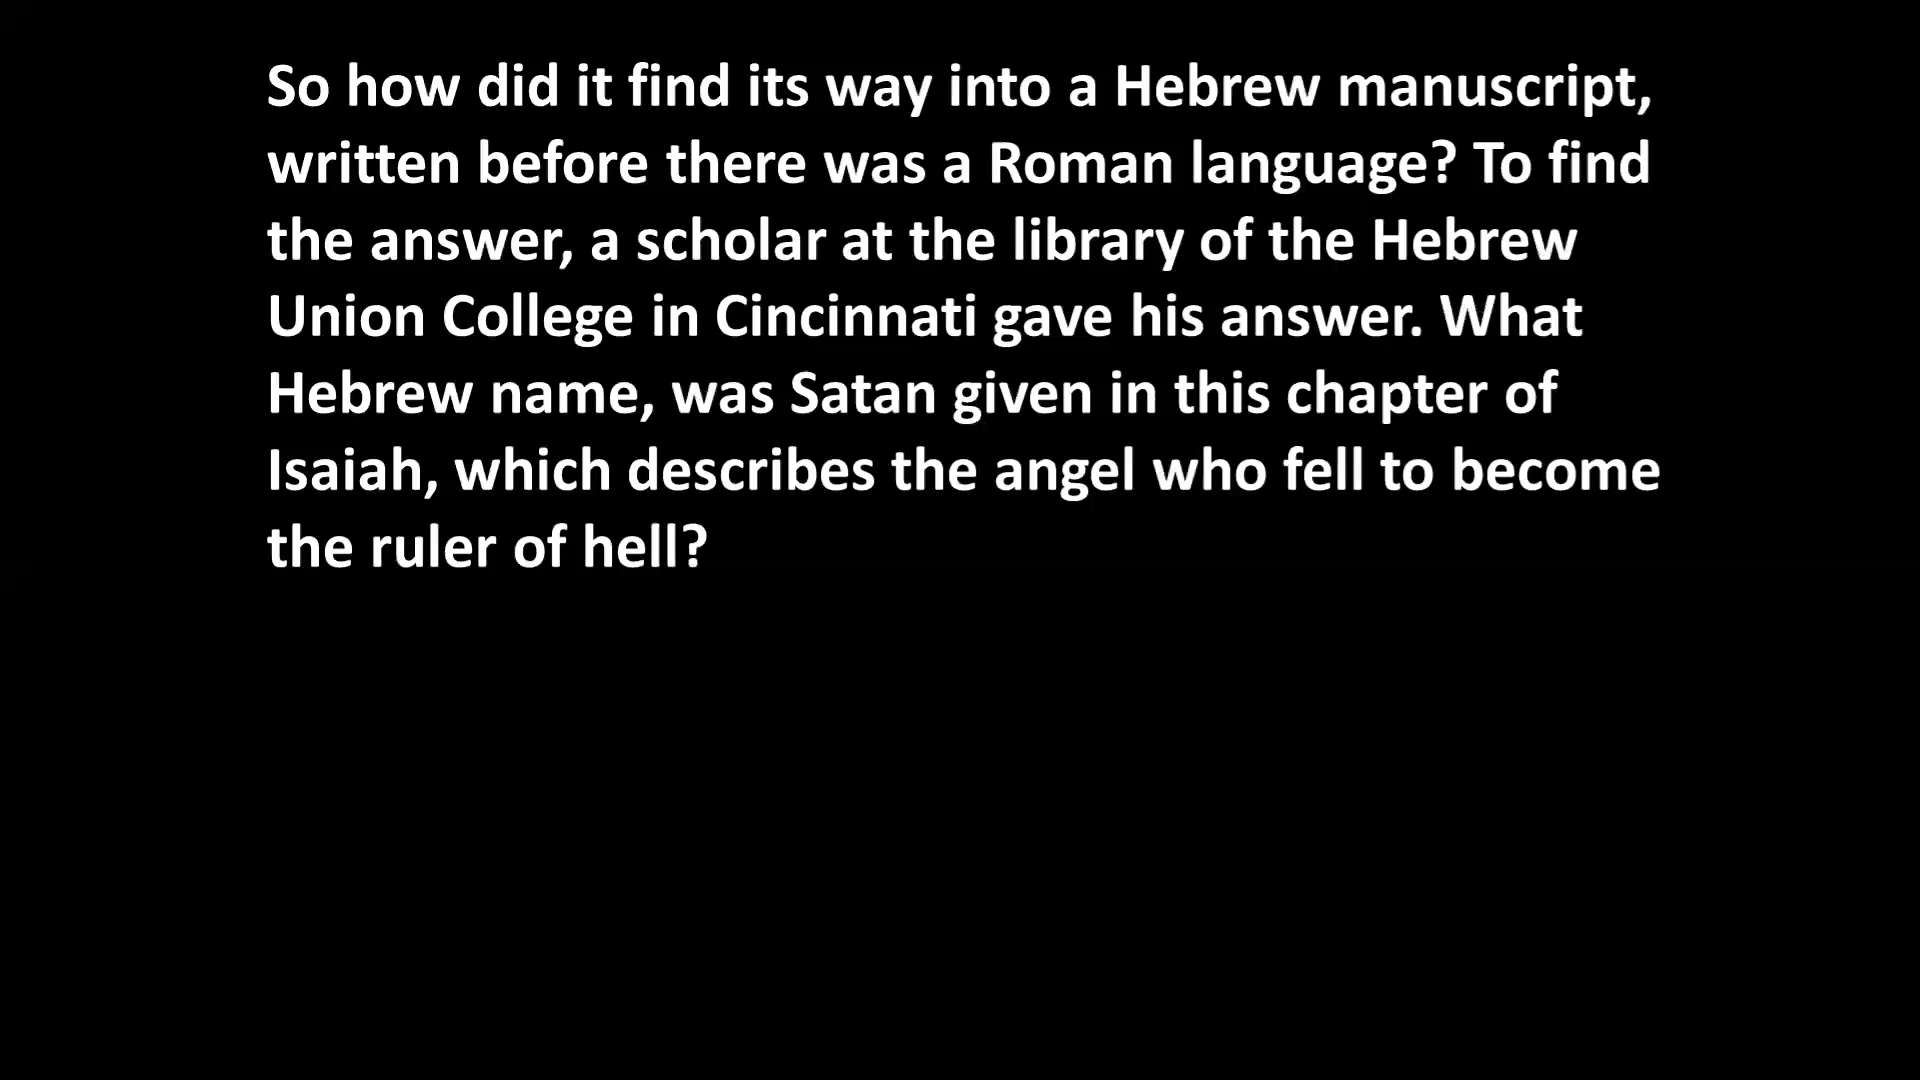 So how did it find its way into a Hebrew manuscript,
written before there was a Roman language? To find
the answer, a scholar at the library of the Hebrew
Union College in Cincinnati gave his answer. What
Hebrew name, was Satan given in this chapter of
Isaiah, which describes the angel who fell to become
the ruler of hell?